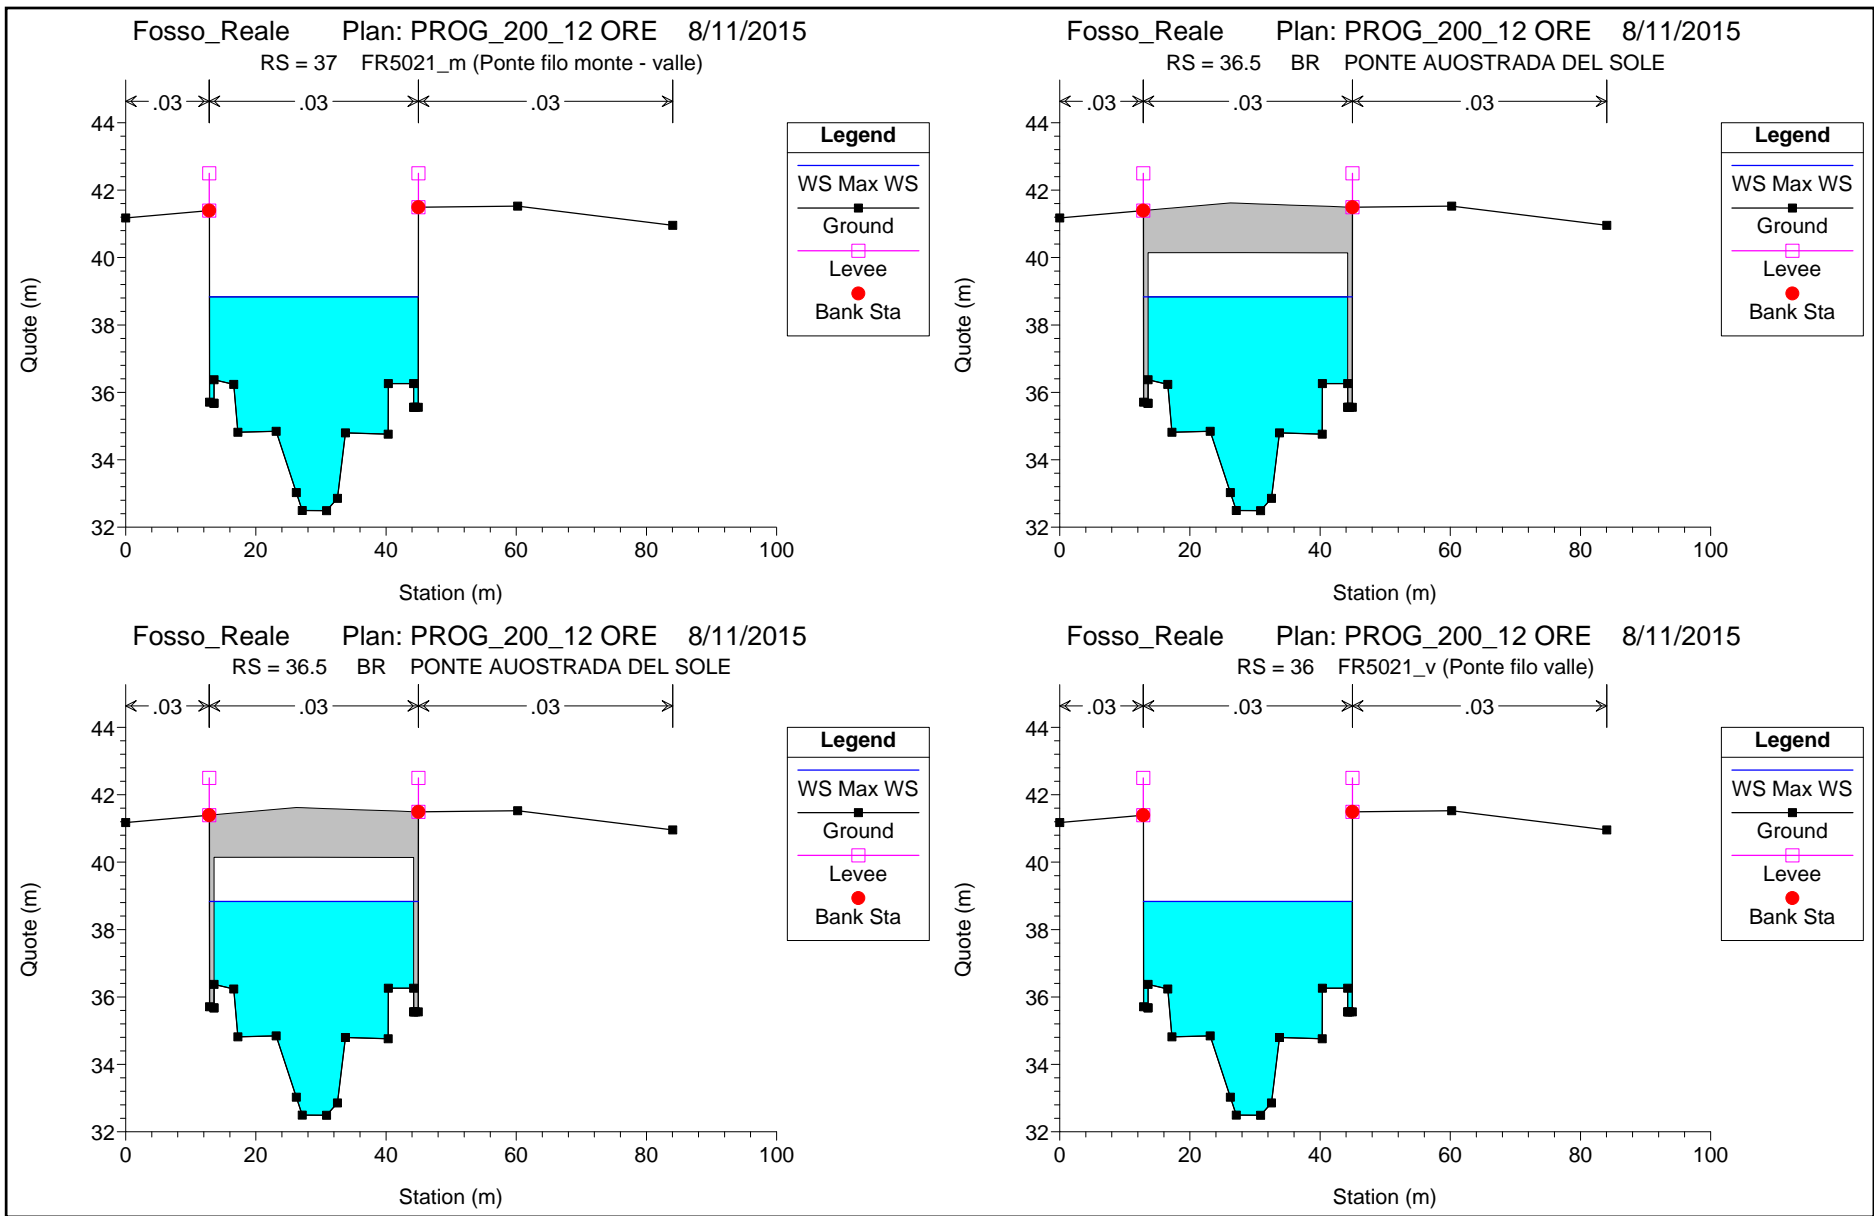 Fosso_Reale Plan: PROG_200_12 ORE 8/11/2015
RS = 37 FR5021_m (Ponte filo monte - valle)
.03 .03 .03
44
42
40
38
36
34
32
0 20 40 60 80 100
Quote (m)
Station (m)
Legend
WS Max WS
Ground
Levee
Bank Sta
Fosso_Reale Plan: PROG_200_12 ORE 8/11/2015
RS = 36.5 BR PONTE AUOSTRADA DEL SOLE
.03 .03 .03
44
42
40
38
36
34
32
0 20 40 60 80 100
Quote (m)
Station (m)
Legend
WS Max WS
Ground
Levee
Bank Sta
Fosso_Reale Plan: PROG_200_12 ORE 8/11/2015
RS = 36.5 BR PONTE AUOSTRADA DEL SOLE
.03 .03 .03
44
42
40
38
36
34
32
0 20 40 60 80 100
Quote (m)
Station (m)
Legend
WS Max WS
Ground
Levee
Bank Sta
Fosso_Reale Plan: PROG_200_12 ORE 8/11/2015
RS = 36 FR5021_v (Ponte filo valle)
.03 .03 .03
44
42
40
38
36
34
32
0 20 40 60 80 100
Quote (m)
Station (m)
Legend
WS Max WS
Ground
Levee
Bank Sta